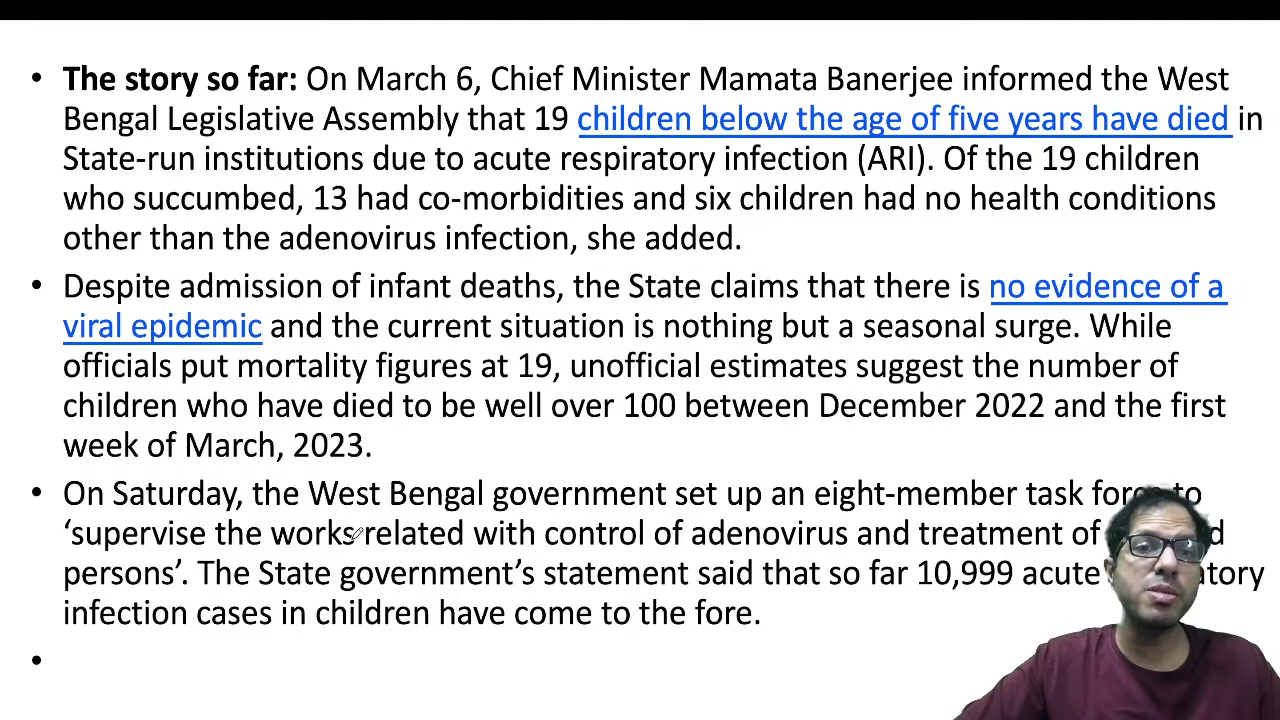 • The story so far: On March 6, Chief Minister Mamata Banerjee informed the West
Bengal Legislative Assembly that 19 children below the age of five years have died in
State-run institutions due to acute respiratory infection (ARI). Of the 19 children
who succumbed, 13 had co-morbidities and six children had no health conditions
other than the adenovirus infection, she added.
• Despite admission of infant deaths, the State claims that there is no evidence of a
viral epidemic and the current situation is nothing but a seasonal surge. While
officials put mortality figures at 19, unofficial estimates suggest the number of
children who have died to be well over 100 between December 2022 and the first
week of March, 2023.
• On Saturday, the West Bengal government set up an eight-member task force to
‘supervise the works related with control of adenovirus and treatment of
persons’. The State government’s statement said that so far 10,999 acute
infection cases in children have come to the fore.
•